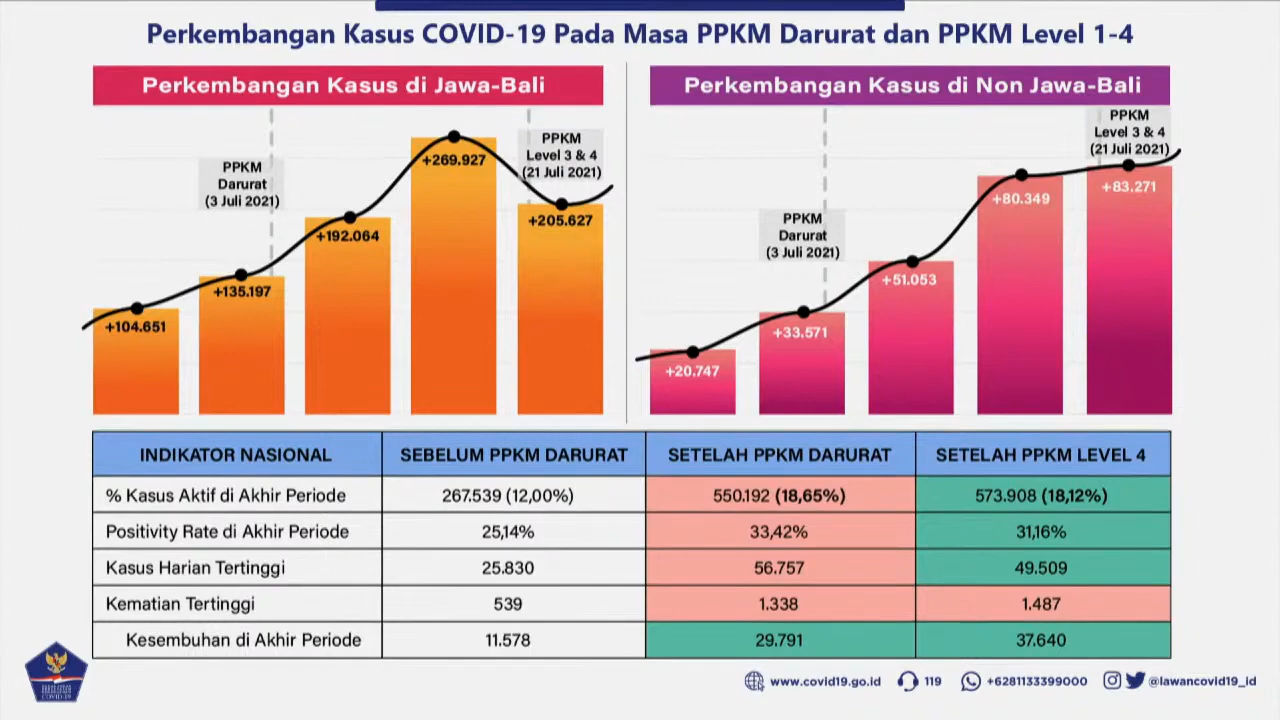 Perkembangan Kasus COVID-19 Pada Masa PPKM Darurat dan PPKM Level 1-4
Perkembangan Kasus di Jawa-Bali
PPKM
Darurat
(3 Juli 2021)
PPKM
Level 3 & 4
(21 Juli 2021)
+104.651
+135.197
+192.064
+269.927
+205.627
Perkembangan Kasus di Non Jawa-Bali
PPKM
Darurat
(3 Juli 2021)
PPKM
Level 3 & 4
(21 Juli 2021)
+20.747
+33.571
+51.053
+80.349
+83.271
INDIKATOR NASIONAL SEBELUM PPKM DARURAT SETELAH PPKM DARURAT SETELAH PPKM LEVEL 4
% Kasus Aktif di Akhir Periode 267.539 (12,00%) 550.192 (18,65%) 573.908 (18,12%)
Positivity Rate di Akhir Periode 25,14% 33,42% 31,16%
Kasus Harian Tertinggi 25.830 56.757 49.509
Kematian Tertinggi 539 1.338 1.487
Kesembuhan di Akhir Periode 11.578 29.791 37.640
COVID-19
www.covid19.go.id 119 +6281133399000 @lawancovid19_id